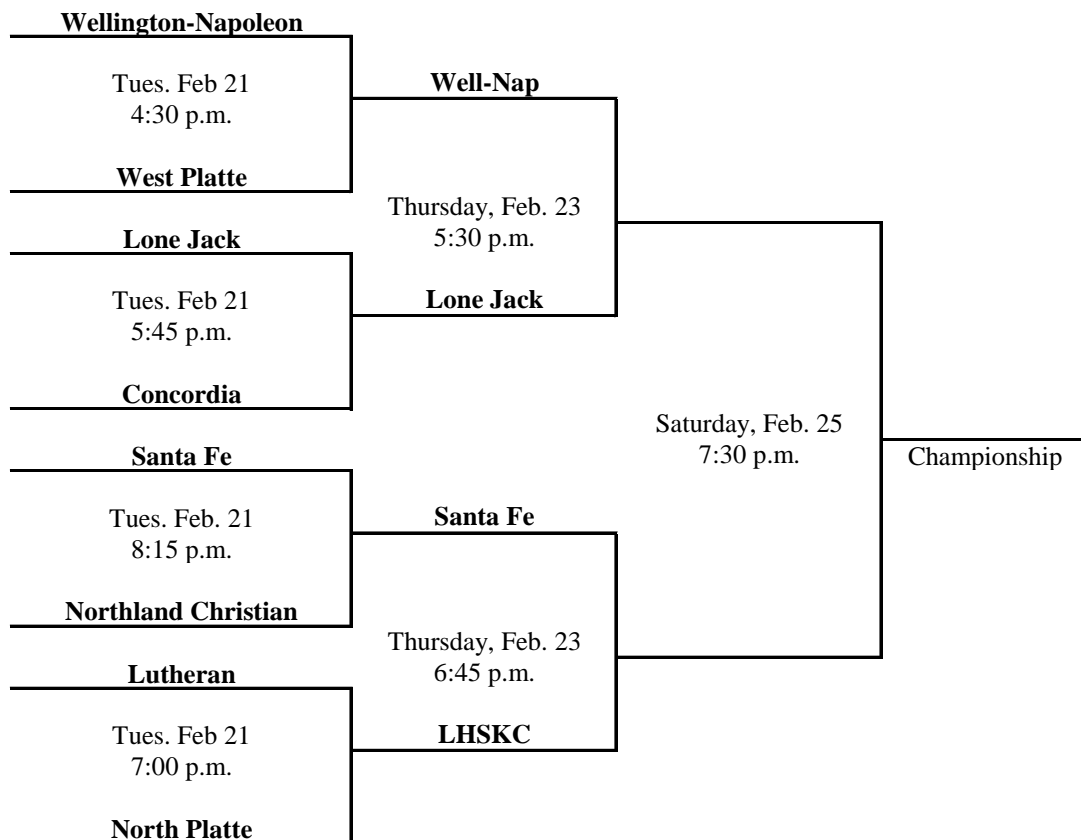 Wellington-Napoleon
Tues. Feb 21
4:30 p.m.
West Platte
Well-Nap
Thursday, Feb. 23
5:30 p.m.
Lone Jack
Tues. Feb 21
5:45 p.m.
Concordia
Lone Jack
Saturday, Feb. 25
7:30 p.m.
Championship
Santa Fe
Tues. Feb. 21
8:15 p.m.
Northland Christian
Santa Fe
Thursday, Feb. 23
6:45 p.m.
Lutheran
Tues. Feb 21
7:00 p.m.
North Platte
LHSKC